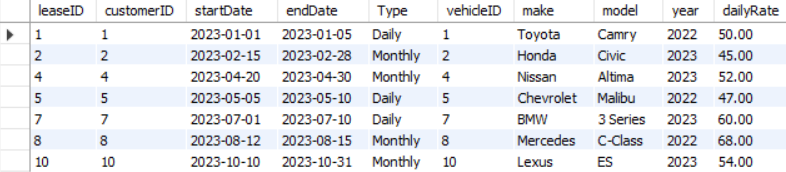 leaseID customerID startDate endDate Type vehicleID make model year dailyRate
1 1 2023-01-01 2023-01-05 Daily 1 Toyota Camry 2022 50.00
2 2 2023-02-15 2023-02-28 Monthly 2 Honda Civic 2023 45.00
4 4 2023-04-20 2023-04-30 Monthly 4 Nissan Altima 2023 52.00
5 5 2023-05-05 2023-05-10 Daily 5 Chevrolet Malibu 2022 47.00
7 7 2023-07-01 2023-07-10 Daily 7 BMW 3 Series 2023 60.00
8 8 2023-08-12 2023-08-15 Monthly 8 Mercedes C-Class 2022 68.00
10 10 2023-10-10 2023-10-31 Monthly 10 Lexus ES 2023 54.00